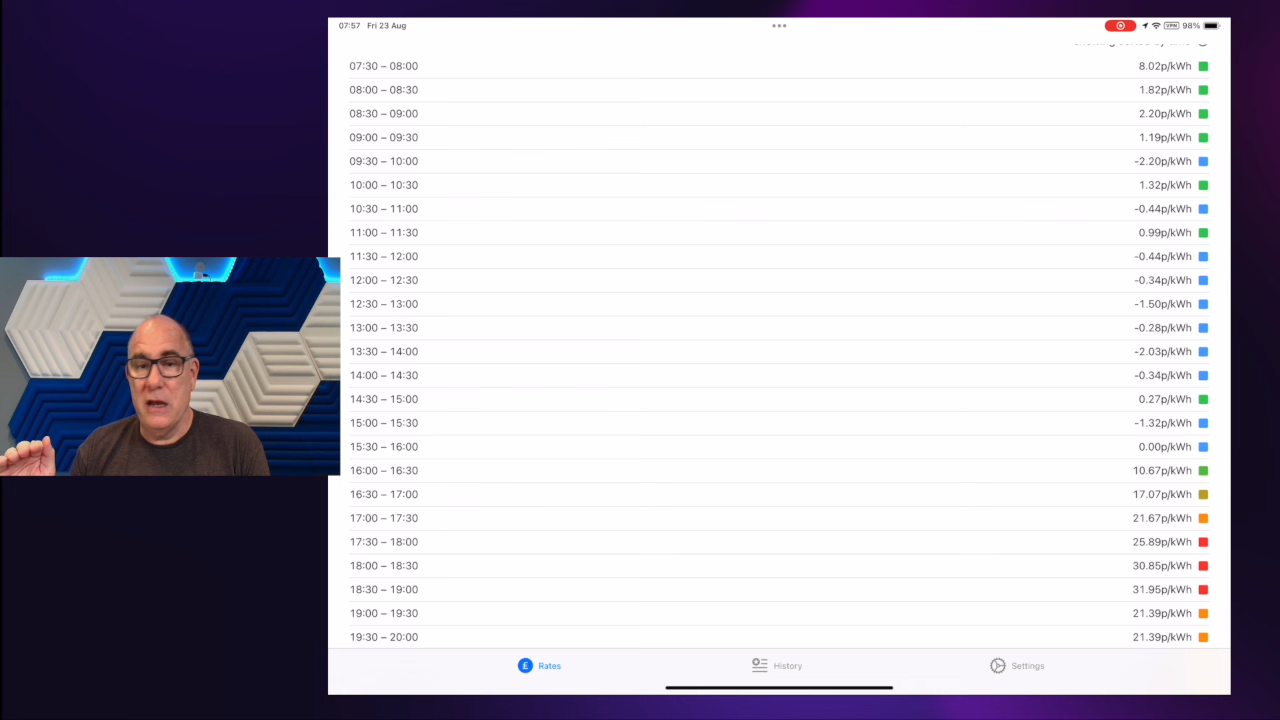 07:57 Fri 23 Aug
VPN 98%
07:30 – 08:00 8.02p/kWh
08:00 – 08:30 1.82p/kWh
08:30 – 09:00 2.20p/kWh
09:00 – 09:30 1.19p/kWh
09:30 – 10:00 -2.20p/kWh
10:00 – 10:30 1.32p/kWh
10:30 – 11:00 -0.44p/kWh
11:00 – 11:30 0.99p/kWh
11:30 – 12:00 -0.44p/kWh
12:00 – 12:30 -0.34p/kWh
12:30 – 13:00 -1.50p/kWh
13:00 – 13:30 -0.28p/kWh
13:30 – 14:00 -2.03p/kWh
14:00 – 14:30 -0.34p/kWh
14:30 – 15:00 0.27p/kWh
15:00 – 15:30 -1.32p/kWh
15:30 – 16:00 0.00p/kWh
16:00 – 16:30 10.67p/kWh
16:30 – 17:00 17.07p/kWh
17:00 – 17:30 21.67p/kWh
17:30 – 18:00 25.89p/kWh
18:00 – 18:30 30.85p/kWh
18:30 – 19:00 31.95p/kWh
19:00 – 19:30 21.39p/kWh
19:30 – 20:00 21.39p/kWh
£ Rates History Settings